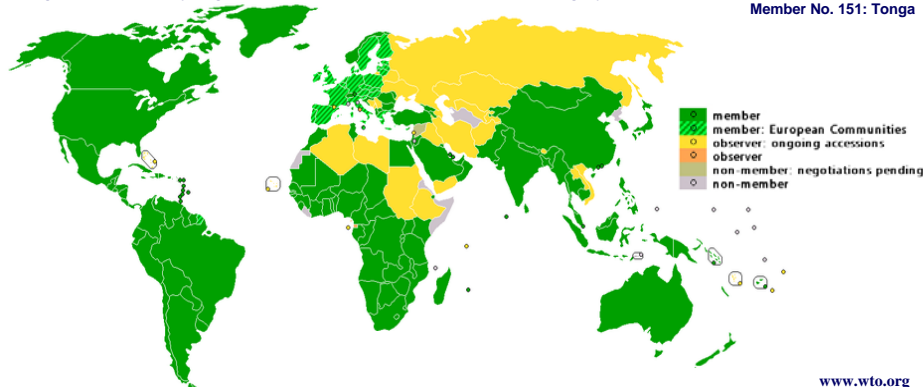 Member No. 151: Tonga
member
member: European Communities
observer: ongoing accessions
observer
non-member: negotiations pending
non-member
www.wto.org